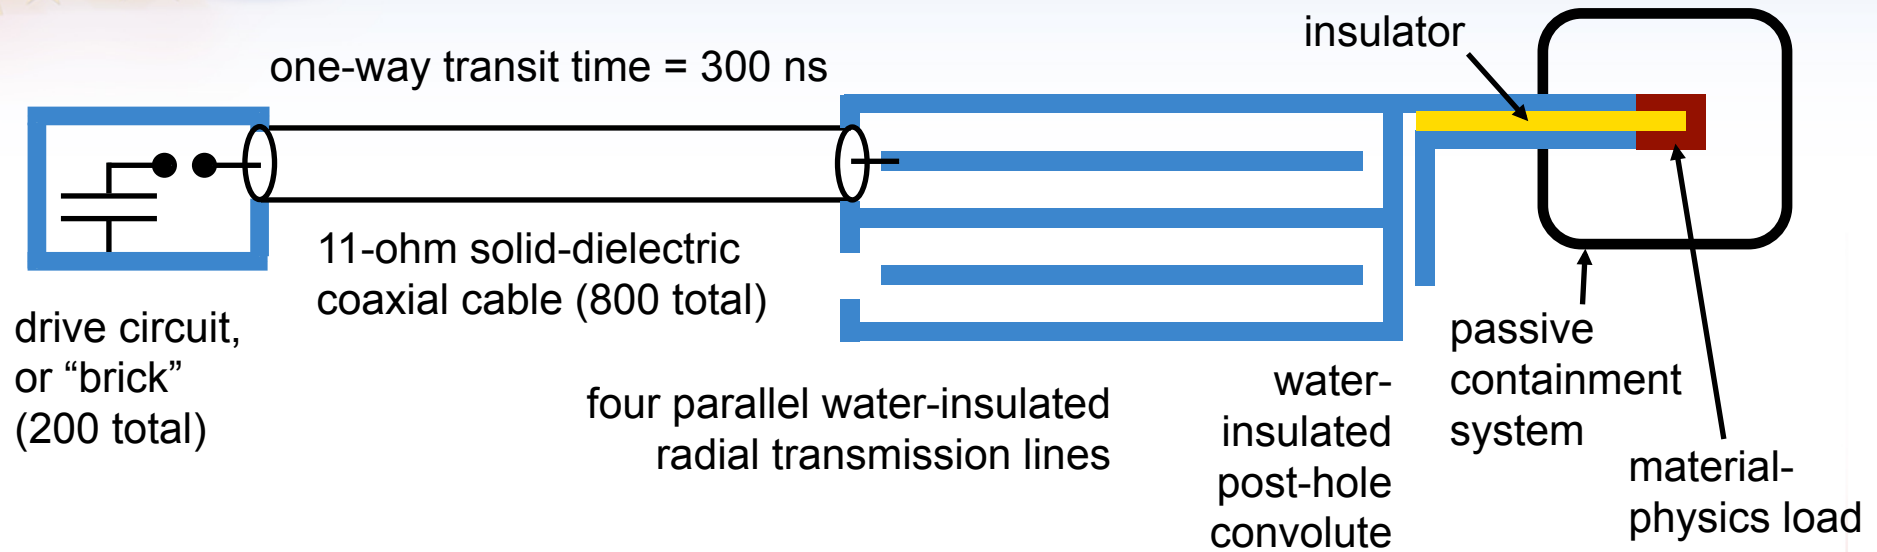 insulator
one-way transit time = 300 ns
11-ohm solid-dielectric
coaxial cable (800 total)
drive circuit,
or “brick”
(200 total)
four parallel water-insulated
radial transmission lines
water-
insulated
post-hole
convolute
passive
containment
system
material-
physics load